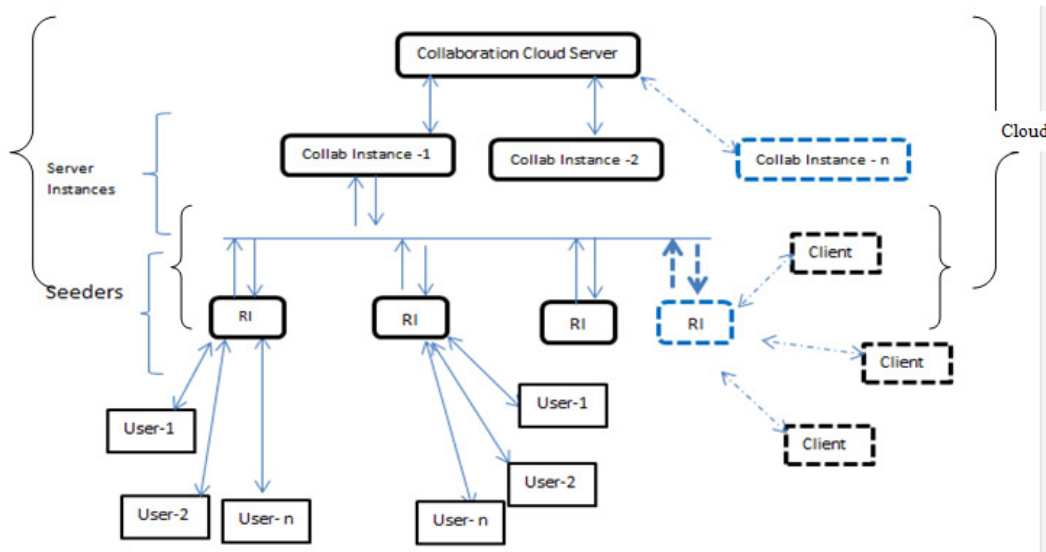 Collaboration Cloud Server
Cloud
Collab Instance -1
Collab Instance -2
Collab Instance - n
Server
Instances
Client
Seeders
RI
RI
RI
RI
Client
User-1
User-1
Client
User-2
User-2
User- n
User- n